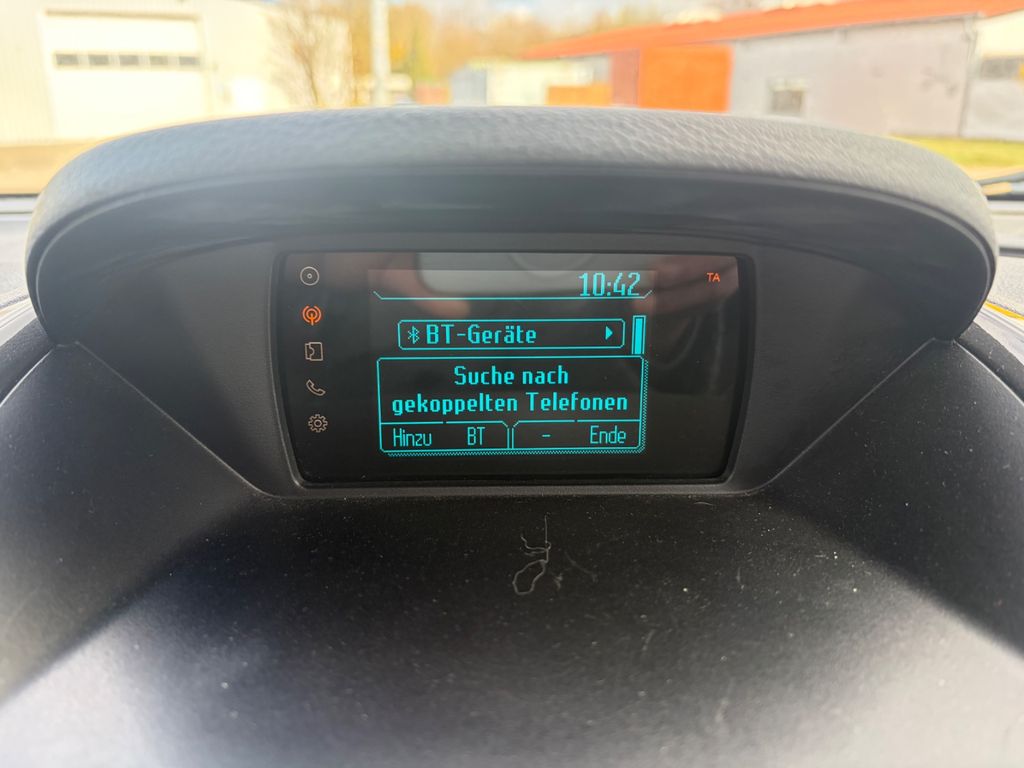 10:42
TA
BT-Geräte
Suche nach
gekoppelten Telefonen
Hinzu BT - Ende